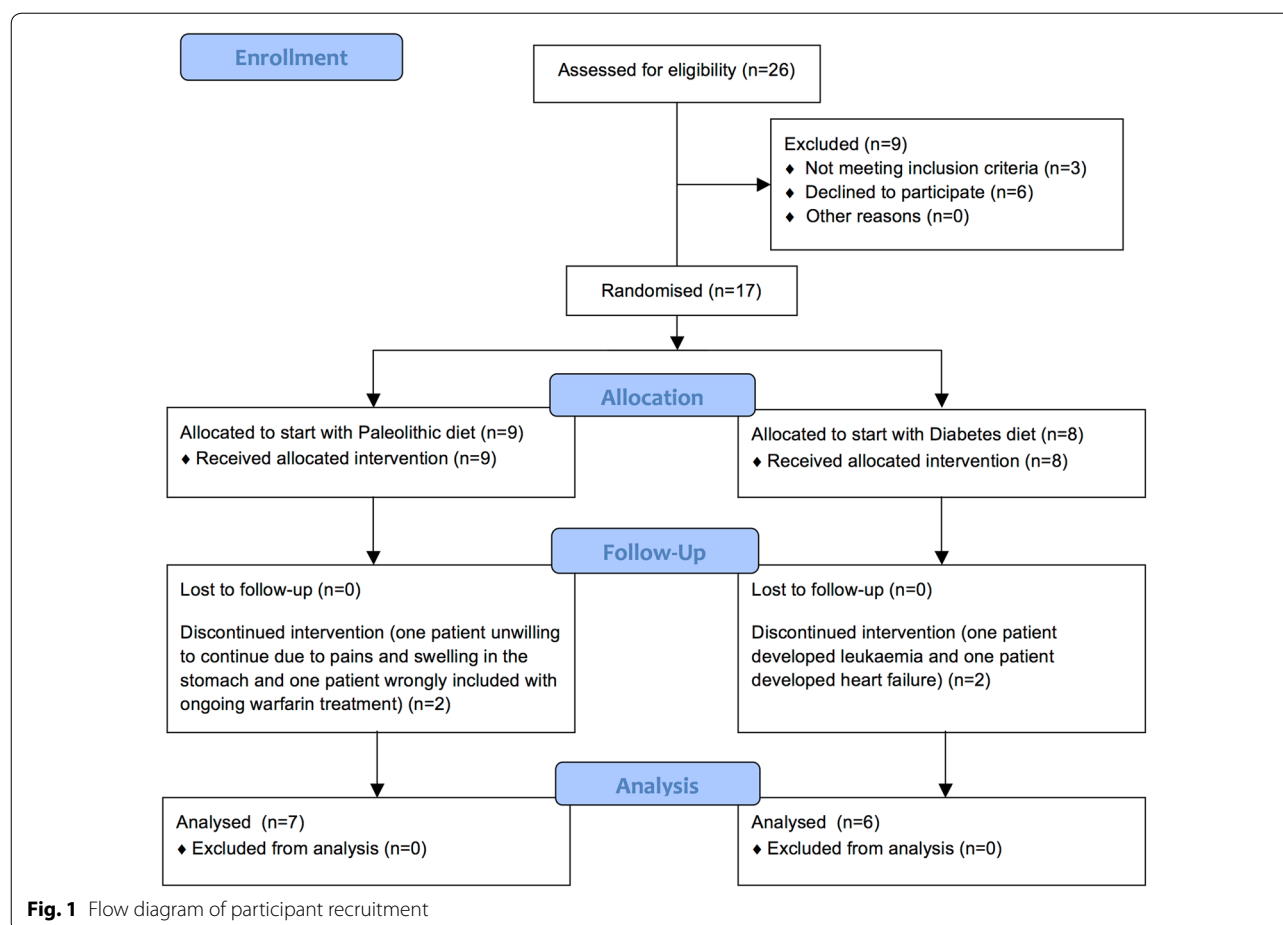 Enrollment
Assessed for eligibility (n=26)
Excluded (n=9)
♦ Not meeting inclusion criteria (n=3)
♦ Declined to participate (n=6)
♦ Other reasons (n=0)
Randomised (n=17)
Allocation
Allocated to start with Paleolithic diet (n=9)
♦ Received allocated intervention (n=9)
Allocated to start with Diabetes diet (n=8)
♦ Received allocated intervention (n=8)
Follow-Up
Lost to follow-up (n=0)
Discontinued intervention (one patient unwilling
to continue due to pains and swelling in the
stomach and one patient wrongly included with
ongoing warfarin treatment) (n=2)
Lost to follow-up (n=0)
Discontinued intervention (one patient
developed leukaemia and one patient
developed heart failure) (n=2)
Analysis
Analysed (n=7)
♦ Excluded from analysis (n=0)
Analysed (n=6)
♦ Excluded from analysis (n=0)
Fig. 1 Flow diagram of participant recruitment